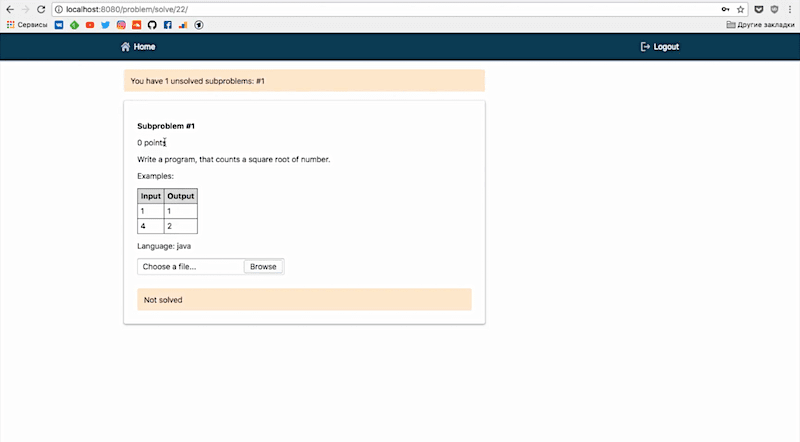 localhost:8080/problem/solve/22/
Сервисы
Другие закладки
Home
Logout
You have 1 unsolved subproblems: #1
Subproblem #1
0 points
Write a program, that counts a square root of number.
Examples:
Input Output
1 1
4 2
Language: java
Choose a file... Browse
Not solved